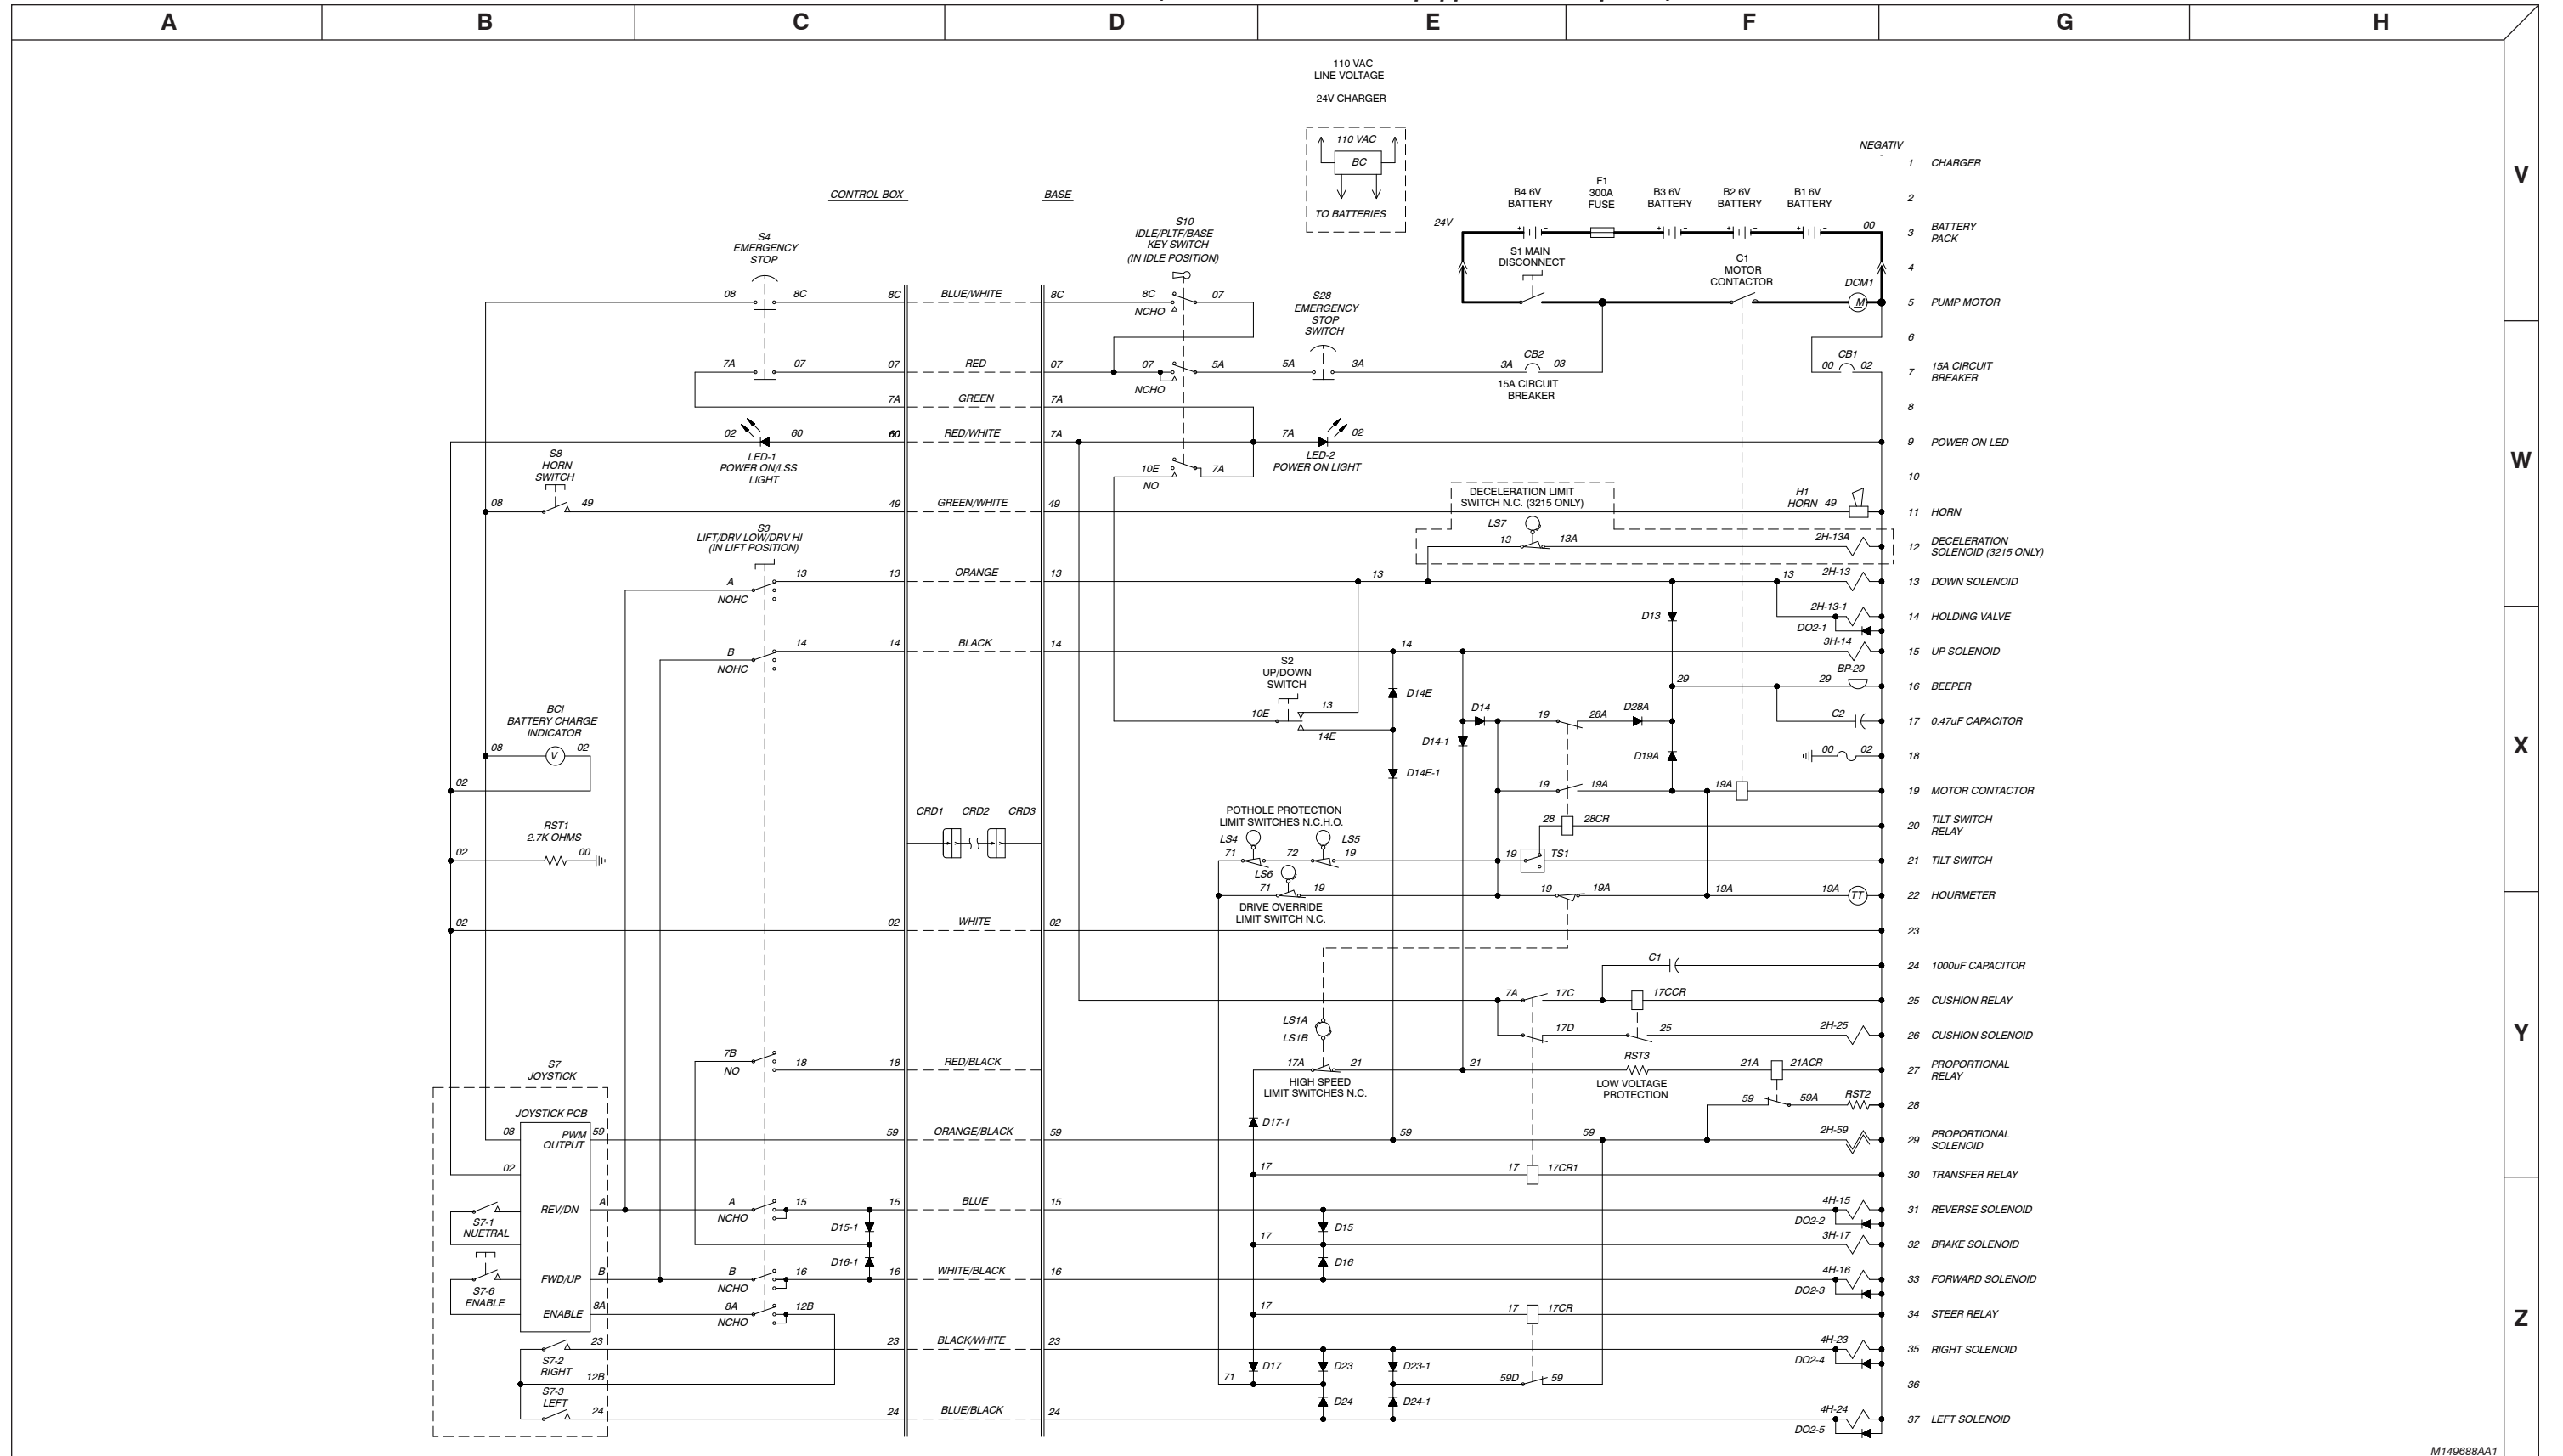 A B C D E F G H
110 VAC
LINE VOLTAGE
24V CHARGER
110 VAC
BC
TO BATTERIES
NEGATIV
-
1 CHARGER
V
CONTROL BOX
BASE
B4 6V
BATTERY
F1
300A
FUSE
B3 6V
BATTERY
B2 6V
BATTERY
B1 6V
BATTERY
2
24V
00
3 BATTERY
PACK
S4
EMERGENCY
STOP
S10
IDLE/PLTF/BASE
KEY SWITCH
(IN IDLE POSITION)
S1 MAIN
DISCONNECT
C1
MOTOR
CONTACTOR
4
DCM1
M
08 8C 8C BLUE/WHITE 8C 8C 07
NCHO
5 PUMP MOTOR
S28
EMERGENCY
STOP
SWITCH
6
7A 07 07 RED 07 07 5A 5A 3A 3A CB2 03
NCHO
15A CIRCUIT
BREAKER
CB1
00 02
7 15A CIRCUIT
BREAKER
7A GREEN 7A
8
02 60 60 RED/WHITE 7A 7A 02
LED-1
POWER ON/LSS
LIGHT
LED-2
POWER ON LIGHT
9 POWER ON LED
W
10E 7A
NO
10
S8
HORN
SWITCH
08 49 49 GREEN/WHITE 49
H1
HORN 49
11 HORN
DECELERATION LIMIT
SWITCH N.C. (3215 ONLY)
LS7
13 13A 2H-13A
12 DECELERATION
SOLENOID (3215 ONLY)
S3
LIFT/DRV LOW/DRV HI
(IN LIFT POSITION)
A 13 13 ORANGE 13 13 13 2H-13
NOHC
13 DOWN SOLENOID
D13
2H-13-1
DO2-1
14 HOLDING VALVE
B 14 14 BLACK 14 14 3H-14
NOHC
15 UP SOLENOID
S2
UP/DOWN
SWITCH
D14E
29 29 BP-29
16 BEEPER
10E 13
14E
D14 19 28A D28A C2
17 0.47uF CAPACITOR
BCI
BATTERY CHARGE
INDICATOR
08 V 02
D14-1 D19A
00 02
18
X
02
D14E-1
19 19A 19A
19 MOTOR CONTACTOR
CRD1 CRD2 CRD3
POTHOLE PROTECTION
LIMIT SWITCHES N.C.H.O.
LS4 LS5
28 28CR
20 TILT SWITCH
RELAY
RST1
2.7K OHMS
02 00
71 72 19 19 TS1
21 TILT SWITCH
LS6
71 19 19 19A 19A 19A TT
DRIVE OVERRIDE
LIMIT SWITCH N.C.
22 HOURMETER
02 02 WHITE 02
23
C1
24 1000uF CAPACITOR
7A 17C 17CCR
25 CUSHION RELAY
LS1A
LS1B
17D 25 2H-25
26 CUSHION SOLENOID
Y
7B 18 18 RED/BLACK 17A 21 21 RST3 21A 21ACR
NO
HIGH SPEED
LIMIT SWITCHES N.C.
LOW VOLTAGE
PROTECTION
27 PROPORTIONAL
RELAY
S7
JOYSTICK
59 59A RST2
28
JOYSTICK PCB
D17-1
08 PWM
OUTPUT
59 59 ORANGE/BLACK 59 59 59 2H-59
29 PROPORTIONAL
SOLENOID
02 17 17 17CR1
30 TRANSFER RELAY
S7-1
NUETRAL
REV/DN A A 15 15 BLUE 15 4H-15
NCHO
DO2-2
31 REVERSE SOLENOID
D15-1 D15
17 3H-17
32 BRAKE SOLENOID
D16-1 D16
S7-6
ENABLE
FWD/UP B B 16 16 WHITE/BLACK 16 4H-16
NCHO
DO2-3
33 FORWARD SOLENOID
ENABLE 8A 8A 12B 17 17 17CR
NCHO
34 STEER RELAY
Z
23 23 BLACK/WHITE 23 4H-23
S7-2
RIGHT
DO2-4
35 RIGHT SOLENOID
D17 D23 D23-1
12B 71 59D 59
36
S7-3
LEFT
D24 D24-1
24 24 BLUE/BLACK 24 4H-24
DO2-5
37 LEFT SOLENOID
M149688AA1